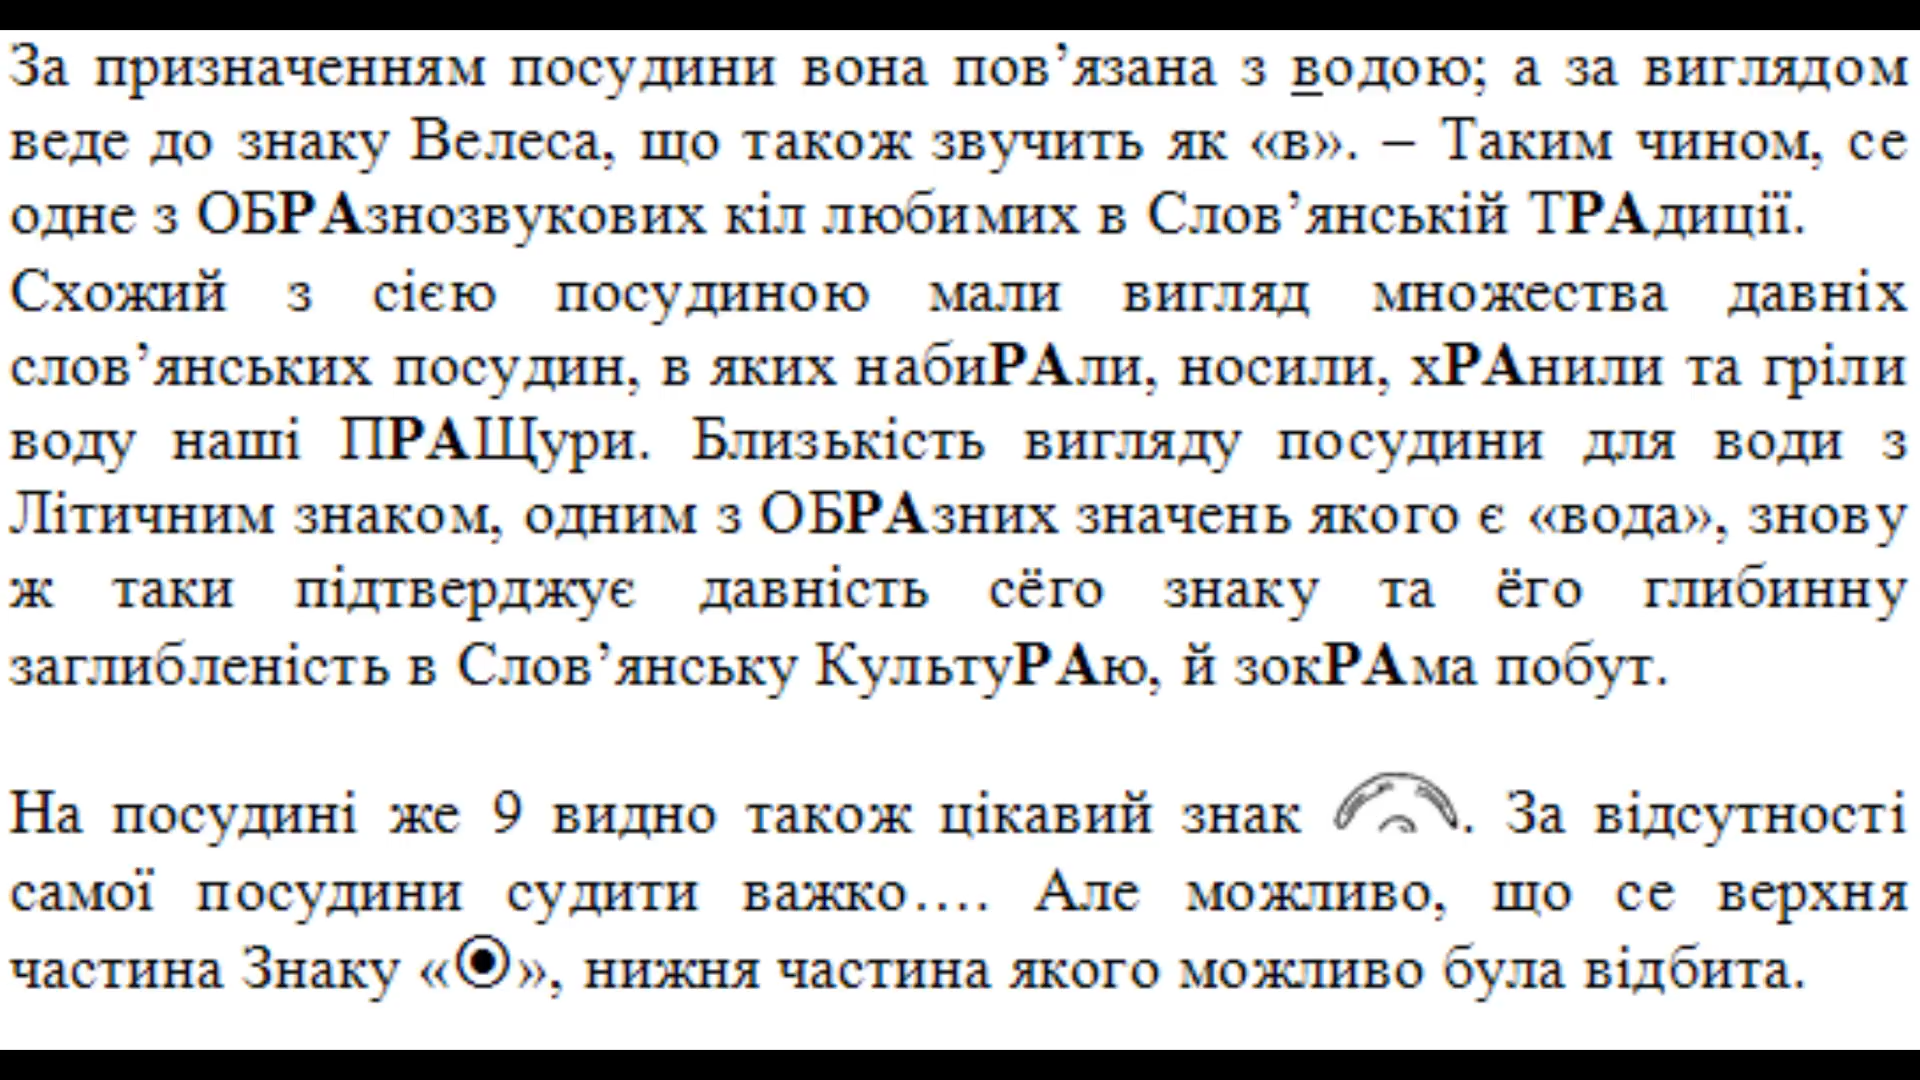 За призначенням посудини вона пов’язана з водою; а за виглядом
веде до знаку Велеса, що також звучить як «в». – Таким чином, се
одне з ОБРАзнозвукових кіл любимих в Слов’янській ТРАдиції.
Схожий з сією посудиною мали вигляд множества давніх
слов’янських посудин, в яких набиРАли, носили, хРАнили та гріли
воду наші ПРАЩури. Близькість вигляду посудини для води з
Літичним знаком, одним з ОБРАзних значень якого є «вода», знову
ж таки підтверджує давність сёго знаку та ёго глибинну
заглибленість в Слов’янську КультуРАю, й зокРАма побут.
На посудині же 9 видно також цікавий знак . За відсутності
самої посудини судити важко…. Але можливо, що се верхня
частина Знаку «☉», нижня частина якого можливо була відбита.